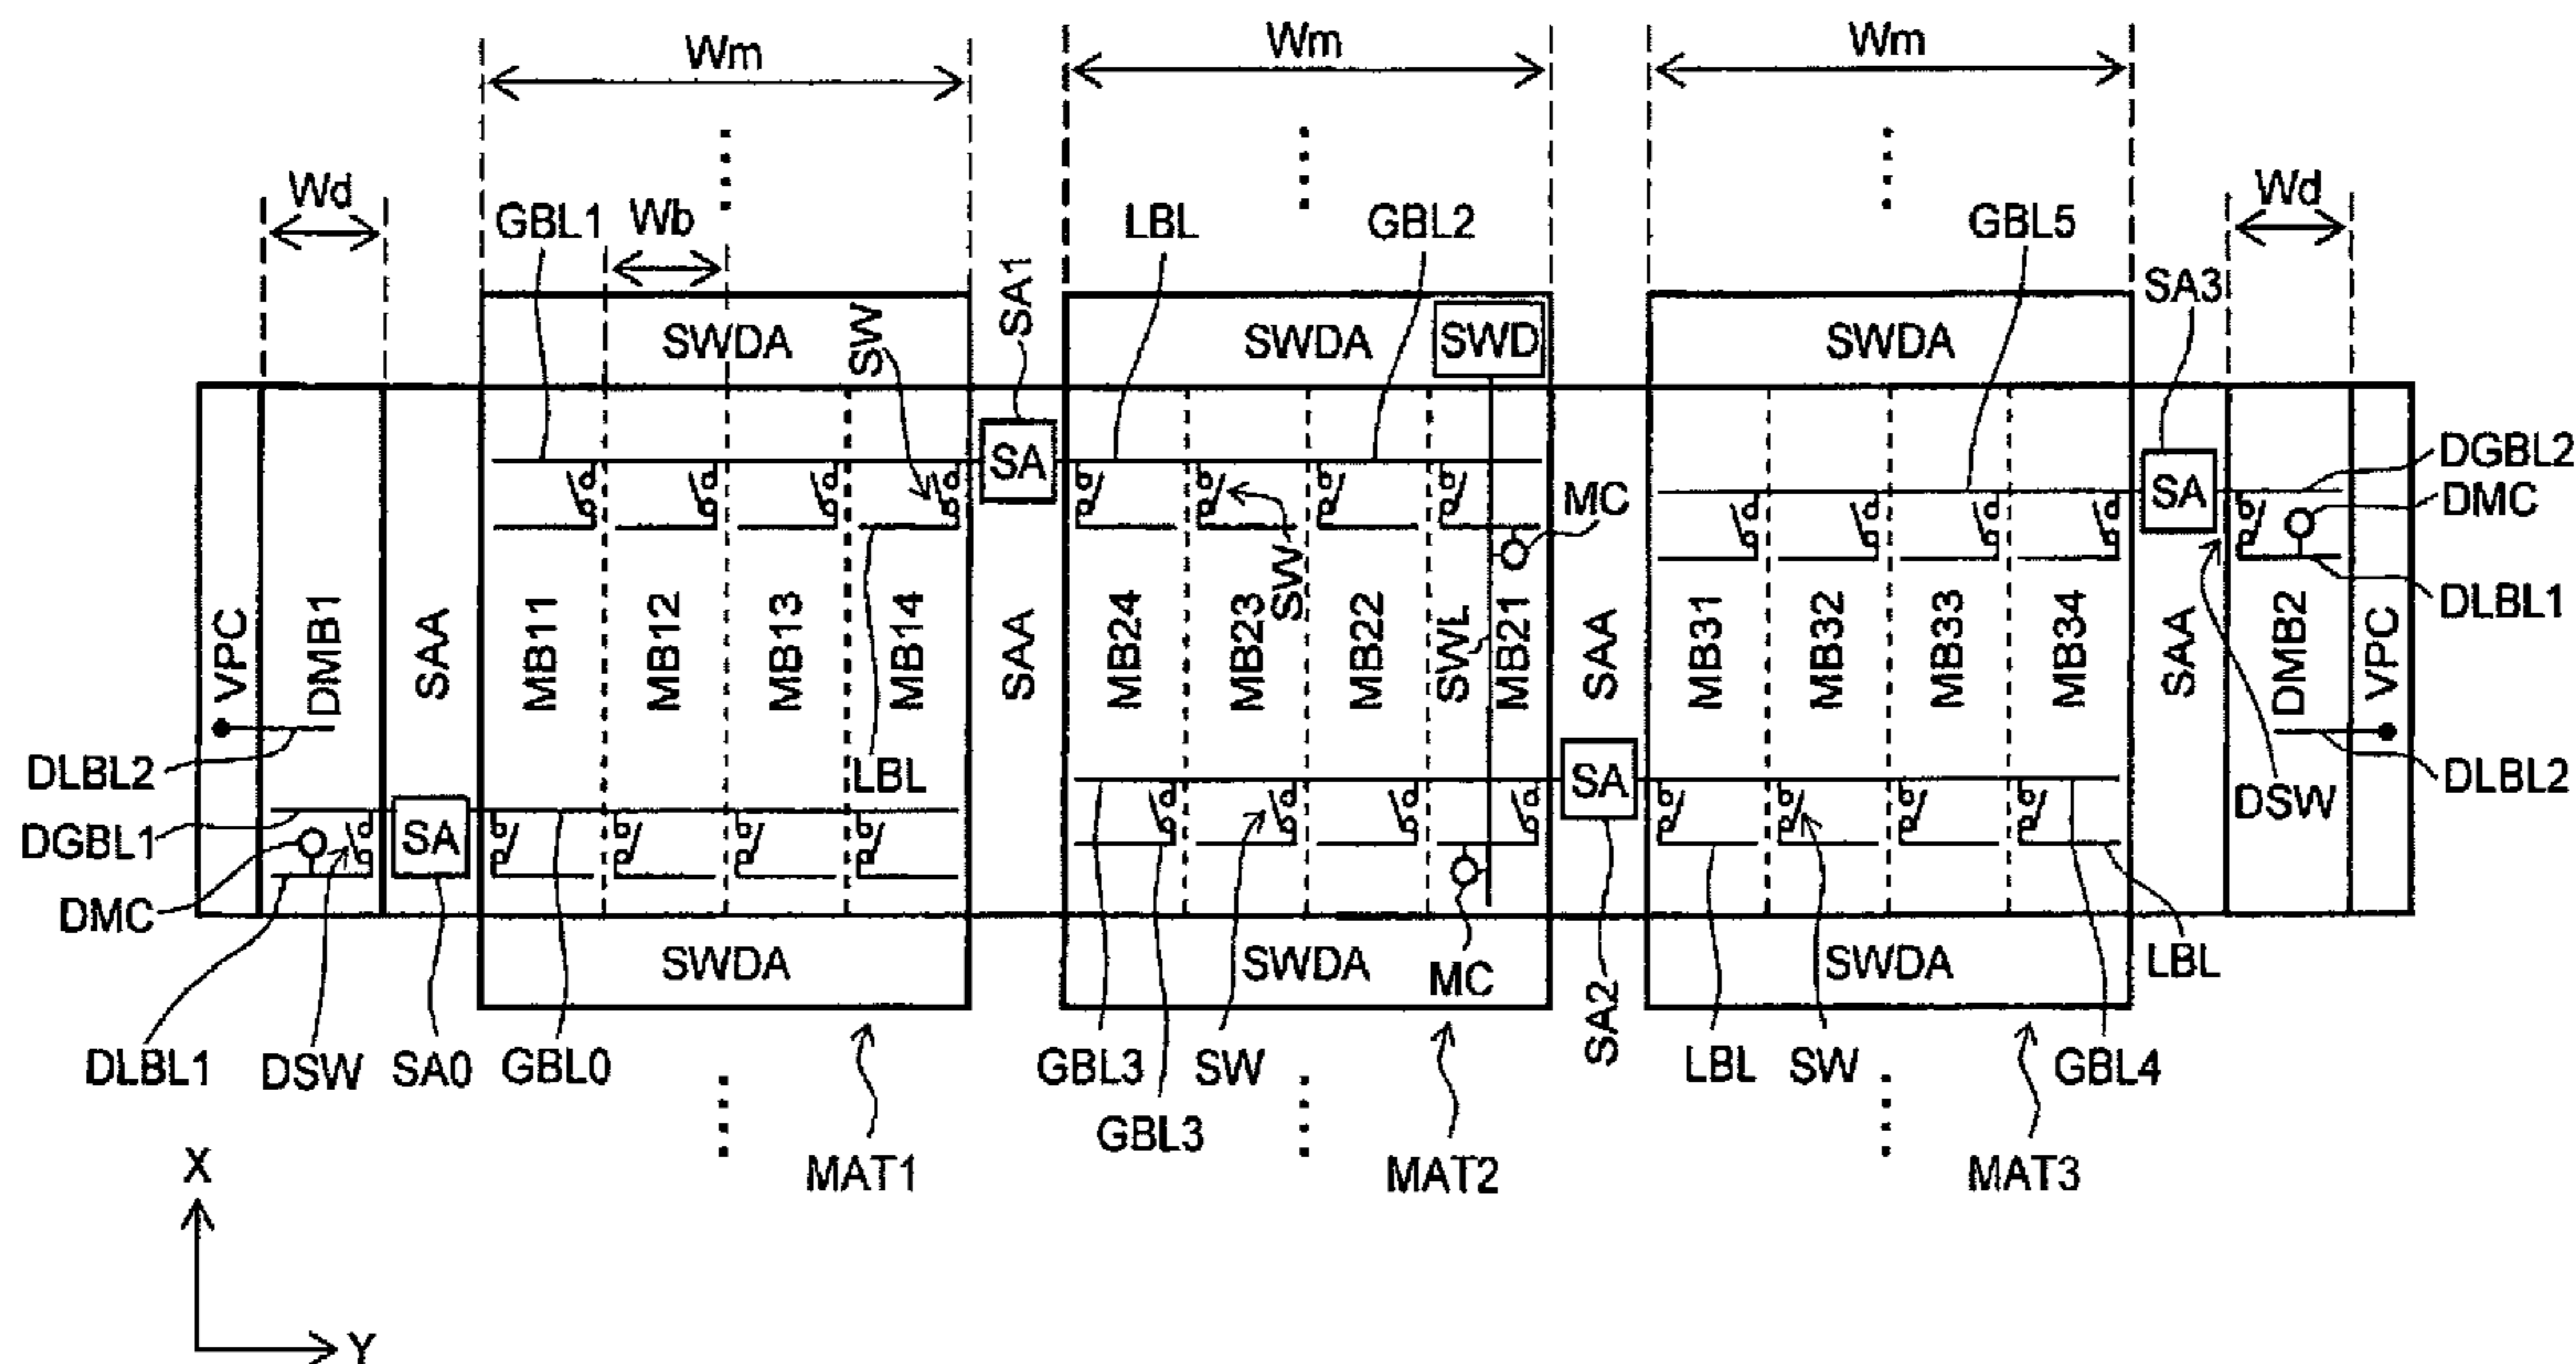 Wm Wm Wm
Wd Wb Wd
GBL1 LBL GBL2 GBL5
SA1 SA3
SWDA SW SWDA SWD SWDA
SA SA
DGBL2
MC DMC
SW DLBL1
VPC DMB1 SAA MB11 MB12 MB13 MB14 SAA MB24 MB23 MB22 SWL MB21 SAA MB31 MB32 MB33 MB34 SAA DMB2 VPC
DLBL2 LBL SA DLBL2
DSW
DGBL1 SA
DMC
SWDA SWDA MC SWDA LBL
SA2
DLBL1 DSW SA0 GBL0 GBL3 SW LBL SW GBL4
GBL3
MAT1 MAT2 MAT3
X
Y